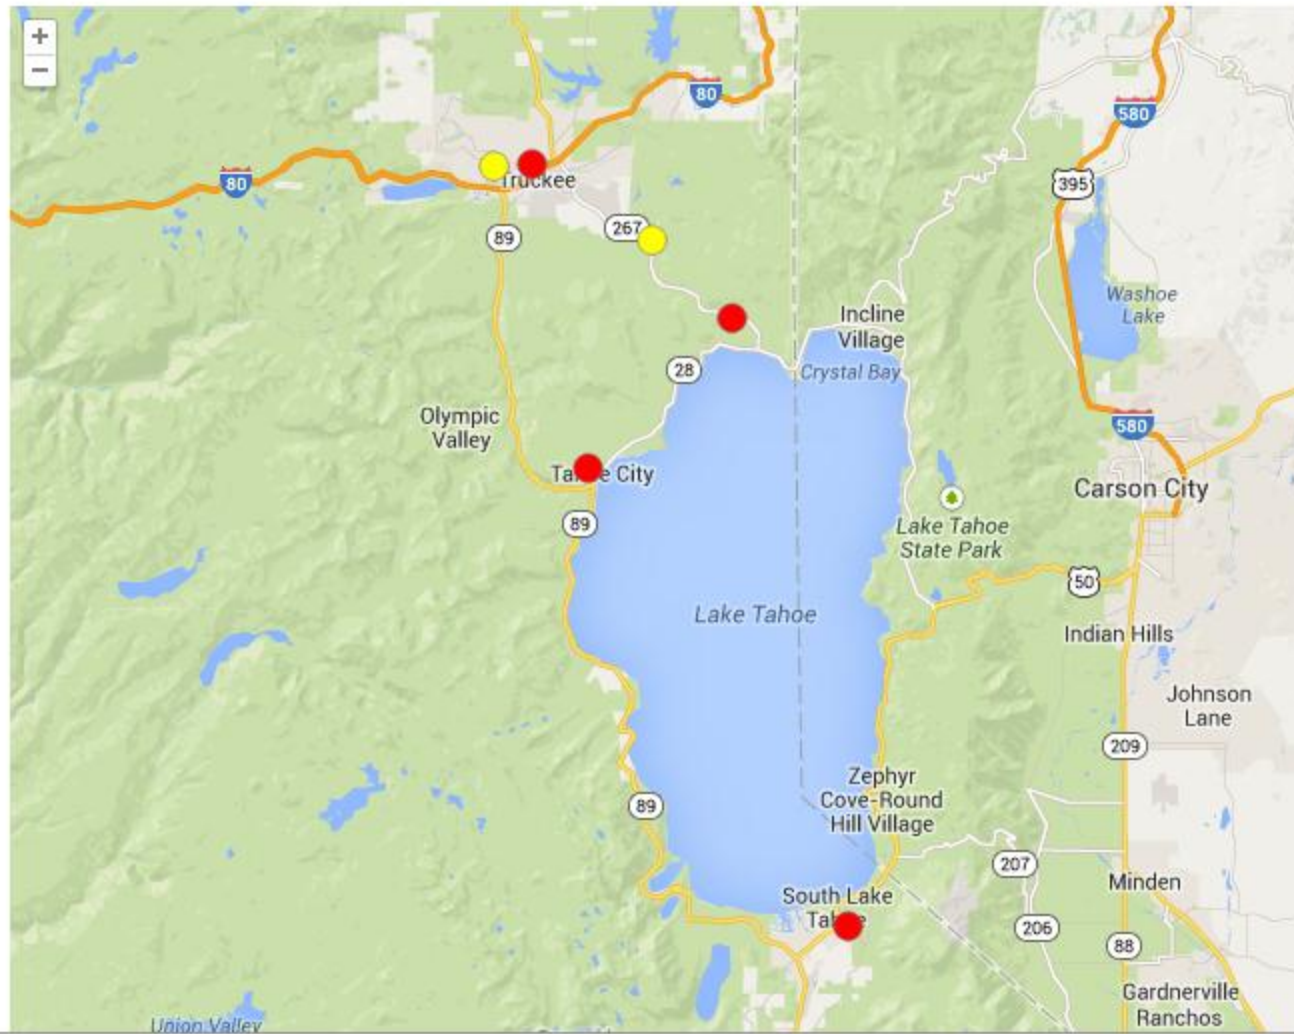 +
−
80
580
80
Truckee
395
267
89
Washoe
Lake
Incline
Village
28
Crystal Bay
Olympic
Valley
580
Tahoe City
Carson City
89
Lake Tahoe
State Park
50
Lake Tahoe
Indian Hills
Johnson
Lane
209
Zephyr
Cove-Round
Hill Village
89
207
Minden
South Lake
Tahoe
206
88
Gardnerville
Ranchos
Union Valley